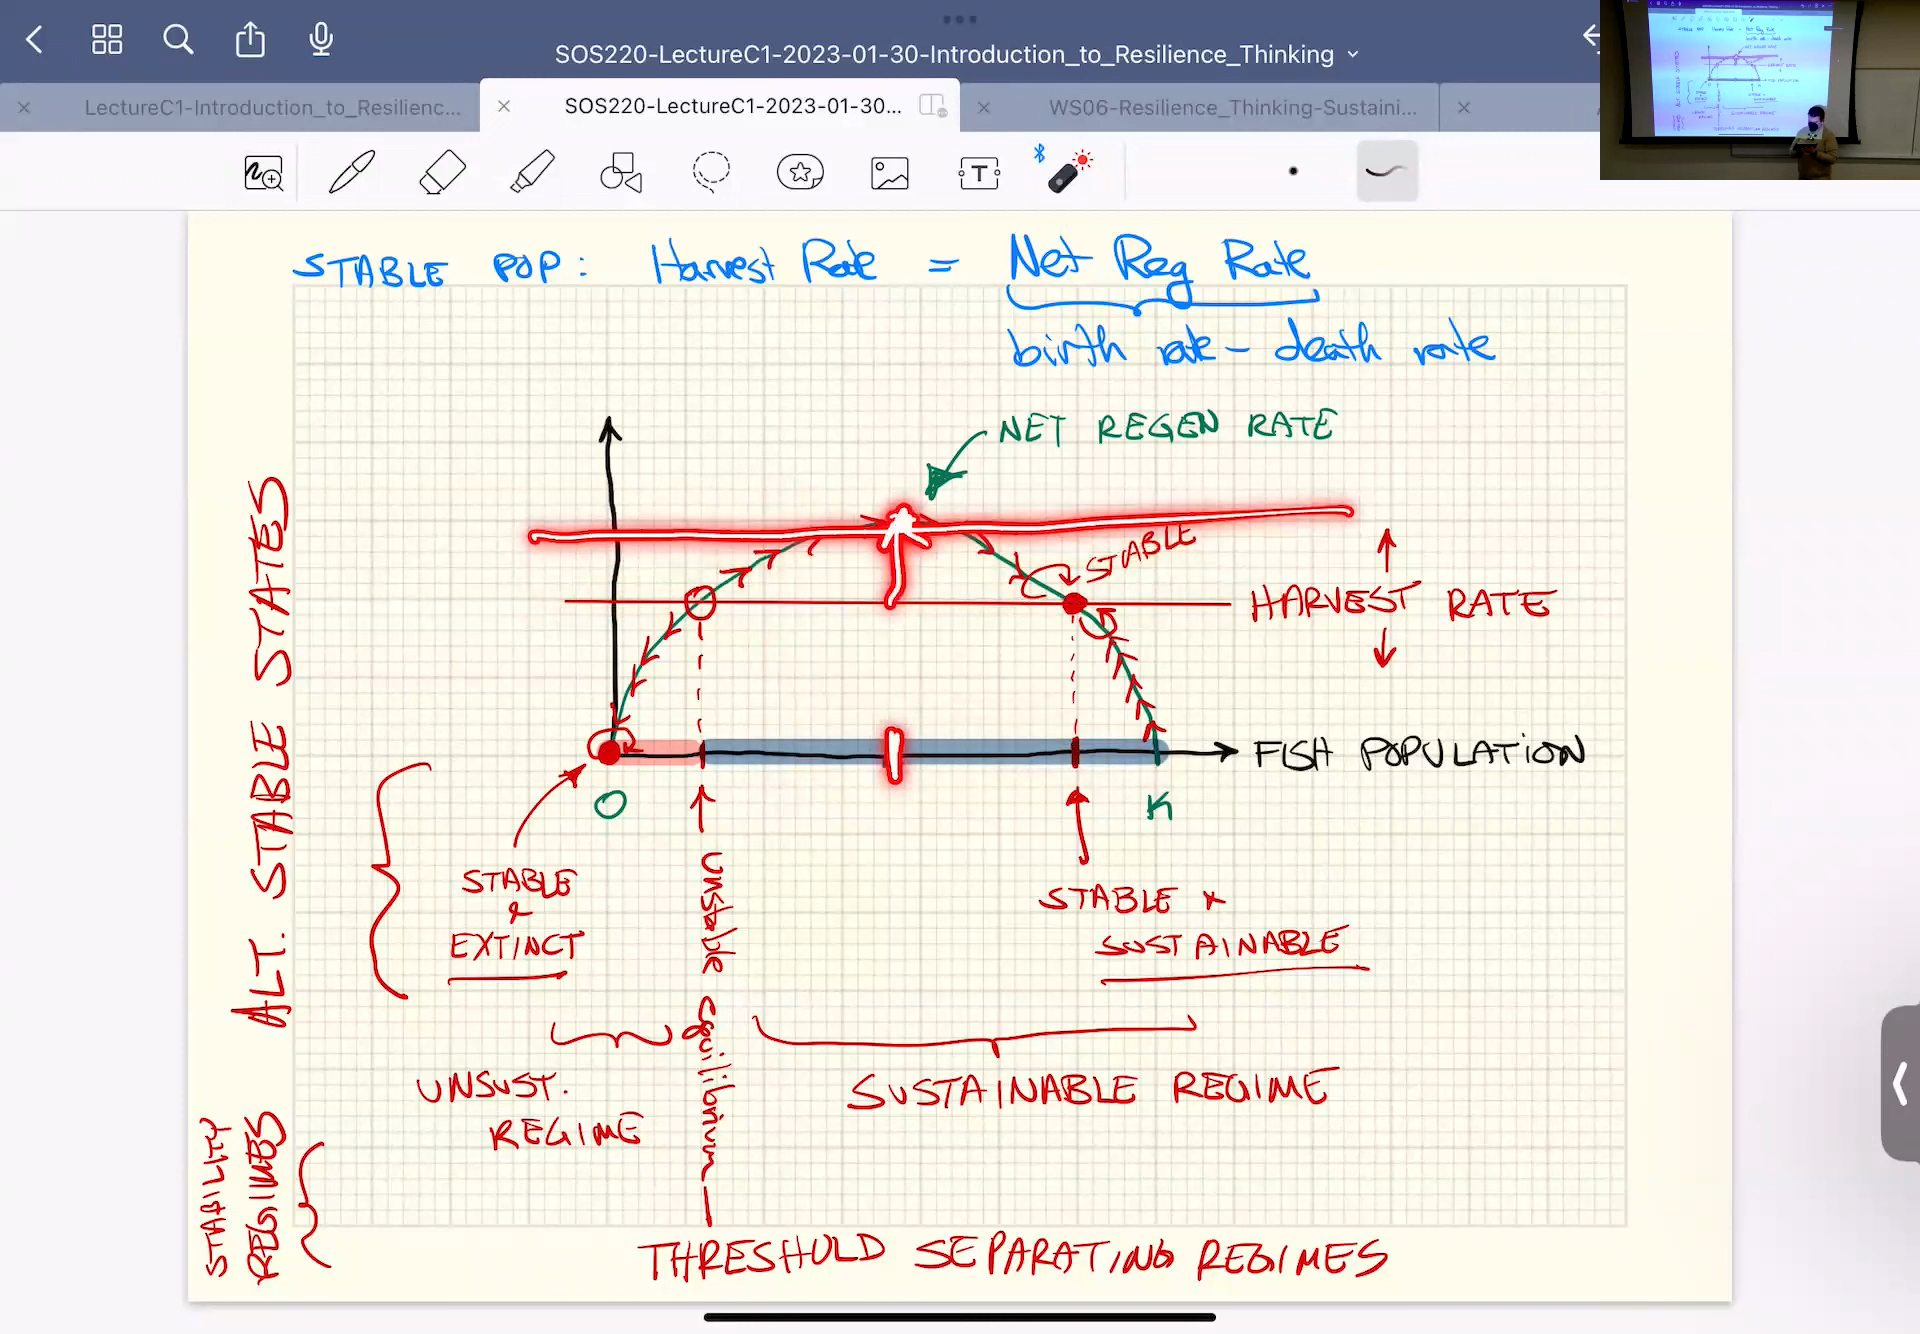 SOS220-LectureC1-2023-01-30-Introduction_to_Resilience_Thinking
LectureC1-Introduction_to_Resilienc...
SOS220-LectureC1-2023-01-30...
WS06-Resilience_Thinking-Sustaini...
T
STABLE POP: Harvest Rate = Net Reg Rate
birth rate - death rate
NET REGEN RATE
STABLE
HARVEST RATE
FISH POPULATION
O
K
STABLE
&
EXTINCT
Unstable equilibrium
STABLE &
SUSTAINABLE
UNSUST.
REGIME
SUSTAINABLE REGIME
THRESHOLD SEPARATING REGIMES
ALT. STABLE STATES
STABILITY
REGIMES